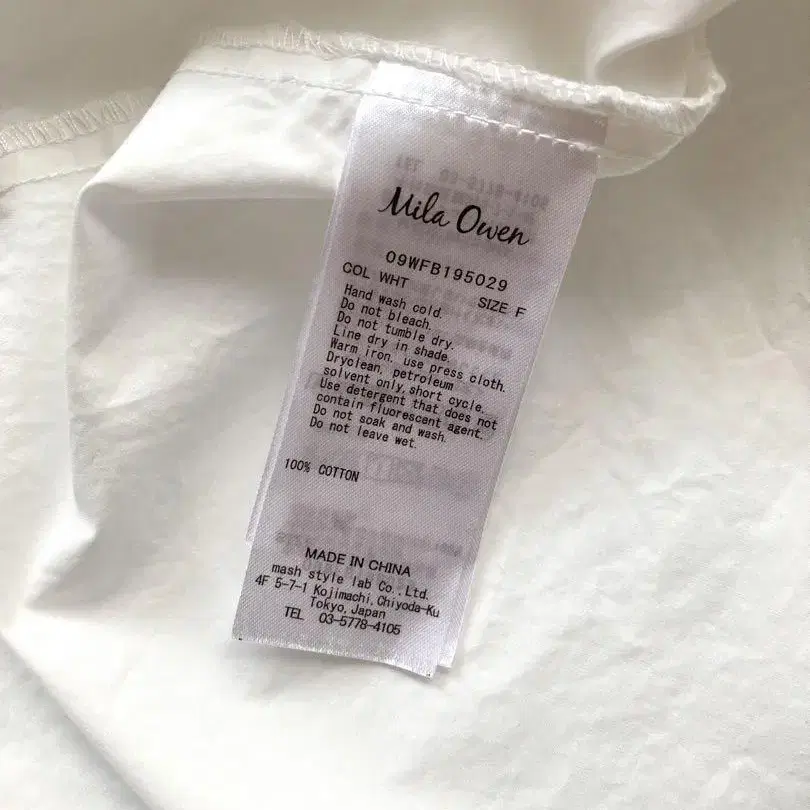 Mila Owen
09WFB195029
COL WHT SIZE F
Hand wash cold.
Do not bleach.
Do not tumble dry.
Line dry in shade.
Warm iron, use press cloth.
Dryclean, petroleum
solvent only, short cycle.
Use detergent that does not
contain fluorescent agent.
Do not soak and wash.
Do not leave wet.
100% COTTON
MADE IN CHINA
mash style lab Co.,Ltd.
4F 5-7-1 Kojimachi,Chiyoda-Ku
Tokyo,Japan
TEL 03-5778-4105